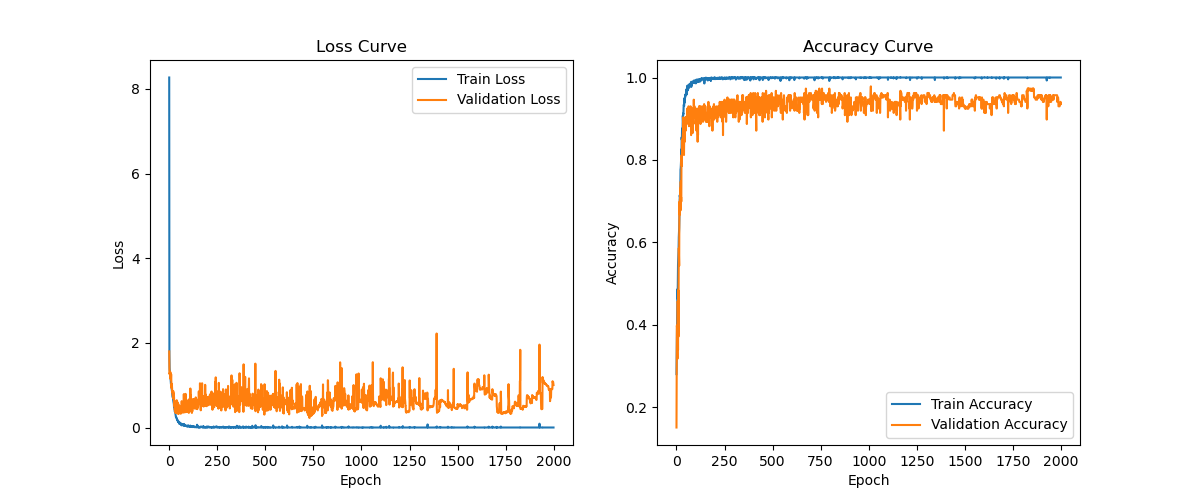 Loss Curve
Train Loss
Validation Loss
8
6
4
2
0
Loss
0
250
500
750
1000
1250
1500
1750
2000
Epoch
Accuracy Curve
1.0
0.8
0.6
0.4
0.2
Accuracy
Train Accuracy
Validation Accuracy
0
250
500
750
1000
1250
1500
1750
2000
Epoch